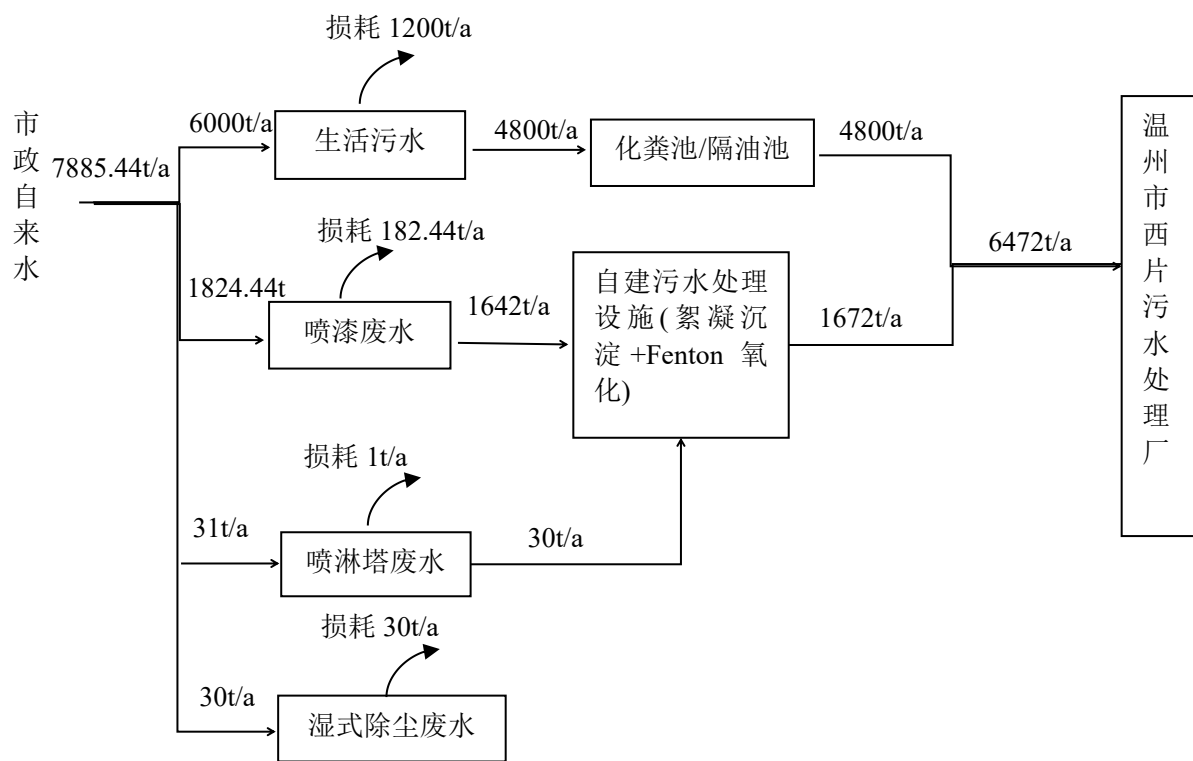 损耗 1200t/a
市政自来水
7885.44t/a
6000t/a
生活污水
4800t/a
化粪池/隔油池
4800t/a
损耗 182.44t/a
1824.44t
喷漆废水
1642t/a
自建污水处理
设施(絮凝沉
淀+Fenton 氧
化)
1672t/a
6472t/a
温州市西片污水处理厂
损耗 1t/a
31t/a
喷淋塔废水
30t/a
损耗 30t/a
30t/a
湿式除尘废水